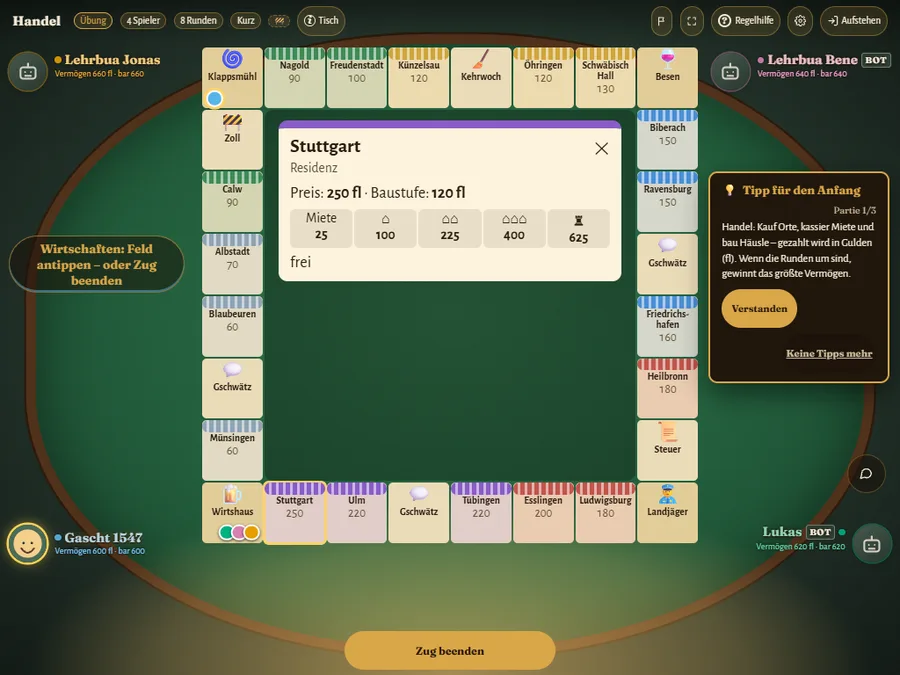 Handel
Übung
4 Spieler
8 Runden
Kurz
Tisch
Regelhilfe
Aufstehen
Lehrbua Jonas
Vermögen 660 fl · bar 660
Lehrbua Bene BOT
Vermögen 640 fl · bar 640
Klappsmühl
Nagold
90
Freudenstadt
100
Künzelsau
120
Kehrwoch
Öhringen
120
Schwäbisch
Hall
130
Besen
Zoll
Calw
90
Albstadt
70
Blaubeuren
60
Gschwätz
Münsingen
60
Stuttgart
Residenz
Preis: 250 fl · Baustufe: 120 fl
Miete
25
100
225
400
625
frei
Biberach
150
Ravensburg
150
Gschwätz
Friedrichs-
hafen
160
Heilbronn
180
Steuer
Tipp für den Anfang
Partie 1/3
Handel: Kauf Orte, kassier Miete und
bau Häusle – gezahlt wird in Gulden
(fl). Wenn die Runden um sind,
gewinnt das größte Vermögen.
Verstanden
Keine Tipps mehr
Wirtschaften: Feld
antippen – oder Zug
beenden
Wirtshaus
Stuttgart
250
Ulm
220
Gschwätz
Tübingen
220
Esslingen
200
Ludwigsburg
180
Landjäger
Gascht 1547
Vermögen 600 fl · bar 600
Lukas BOT
Vermögen 620 fl · bar 620
Zug beenden